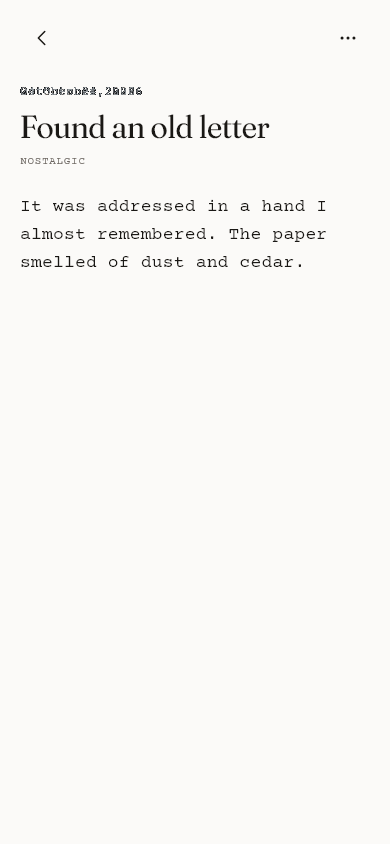 Found an old letter
NOSTALGIC
It was addressed in a hand I
almost remembered. The paper
smelled of dust and cedar.